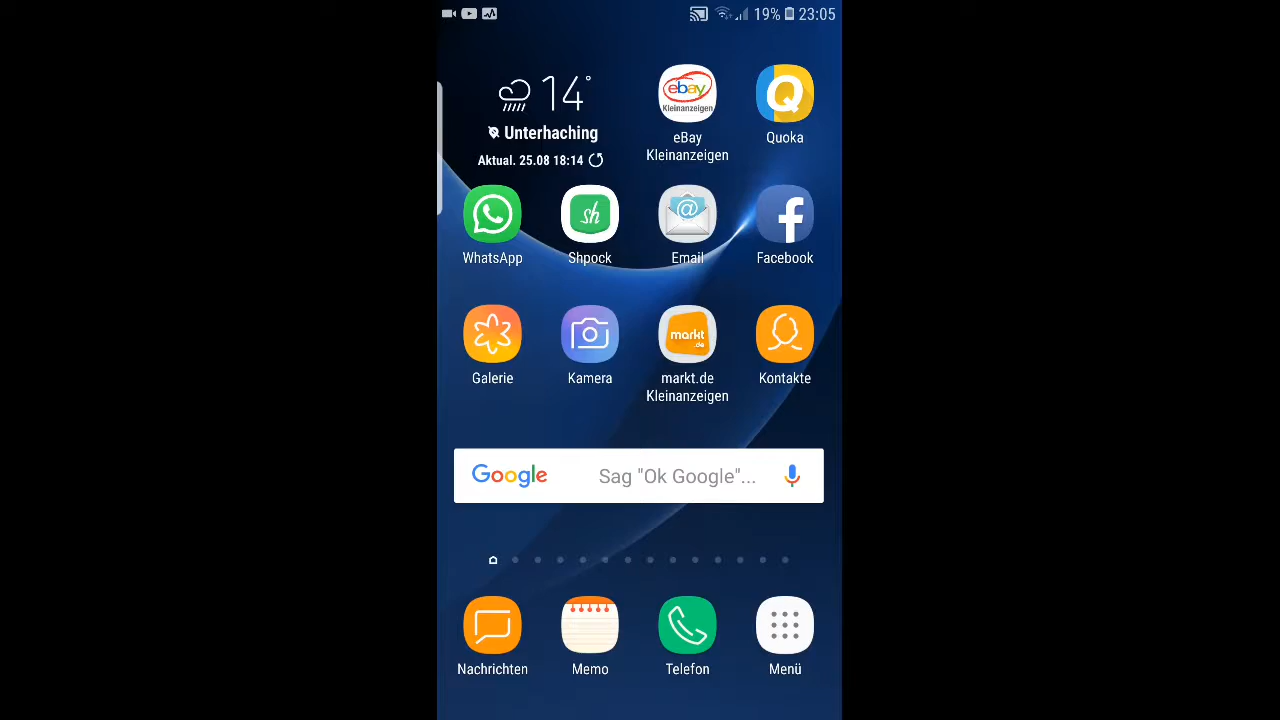 19% 23:05
14°
Unterhaching
Aktual. 25.08 18:14
ebay
Kleinanzeigen
eBay
Kleinanzeigen
Q
Quoka
WhatsApp
sh
Shpock
@
Email
f
Facebook
Galerie
Kamera
markt
.de
markt.de
Kleinanzeigen
Kontakte
Google Sag "Ok Google"...
Nachrichten
Memo
Telefon
Menü